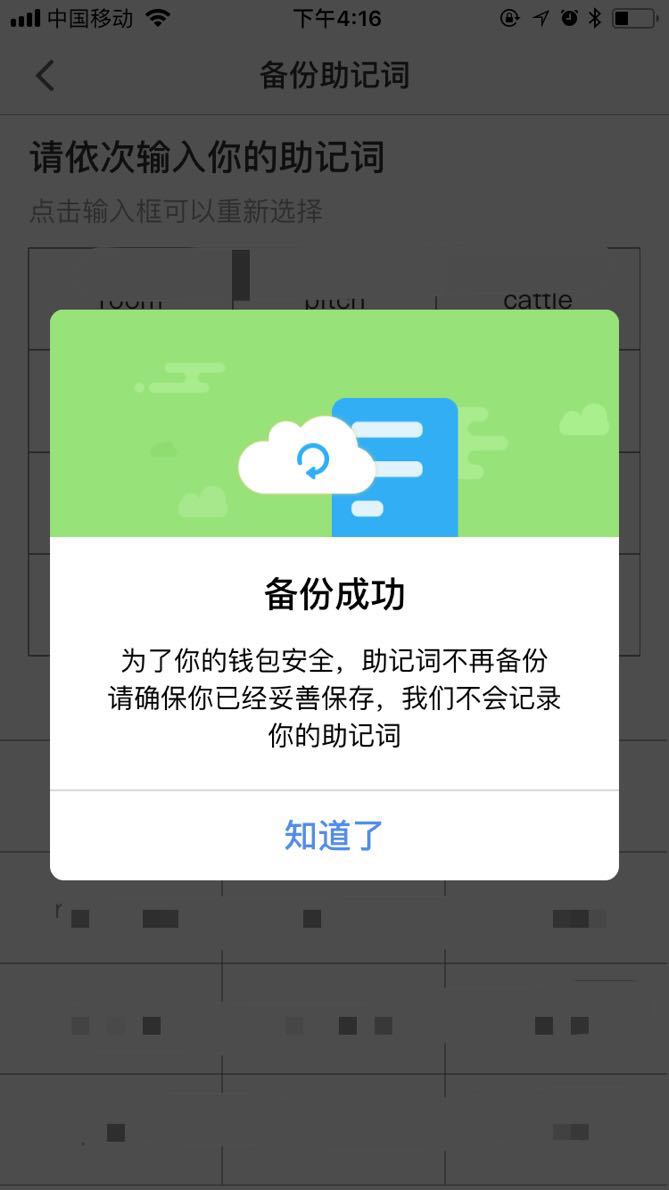 中国移动
下午4:16
备份助记词
请依次输入你的助记词
点击输入框可以重新选择
room
pitch
cattle
备份成功
为了你的钱包安全，助记词不再备份
请确保你已经妥善保存，我们不会记录
你的助记词
知道了
r